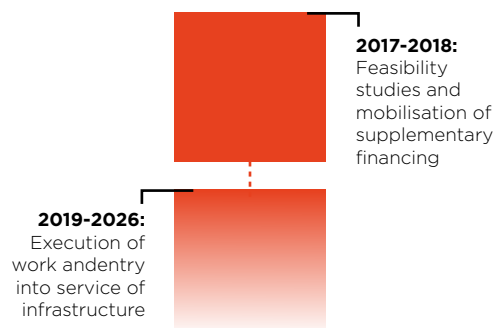 2017-2018:
Feasibility
studies and
mobilisation of
supplementary
financing
2019-2026:
Execution of
work andentry
into service of
infrastructure